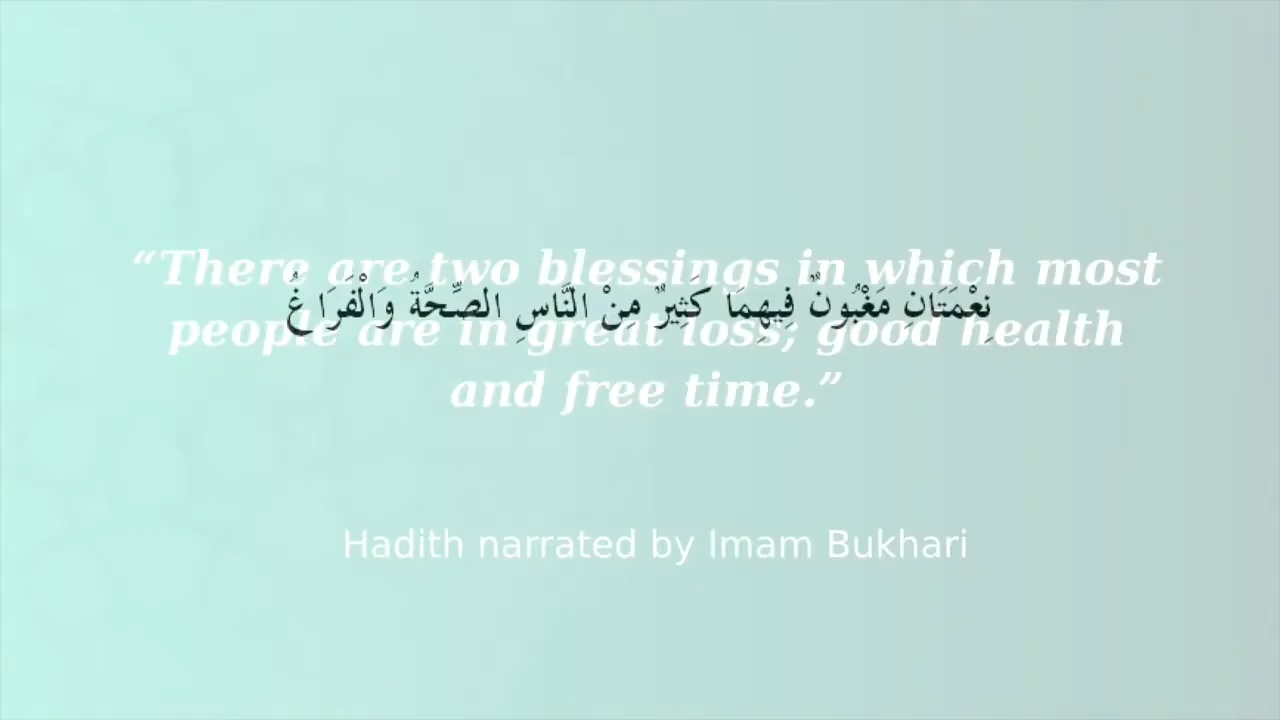 “There are two blessings in which most
نِعْمَتَانِ مَغْبُونٌ فِيهِمَا كَثِيرٌ مِنْ النَّاسِ الصِّحَّةُ وَالْفَرَاغُ
people are in great loss; good health
and free time.”
Hadith narrated by Imam Bukhari